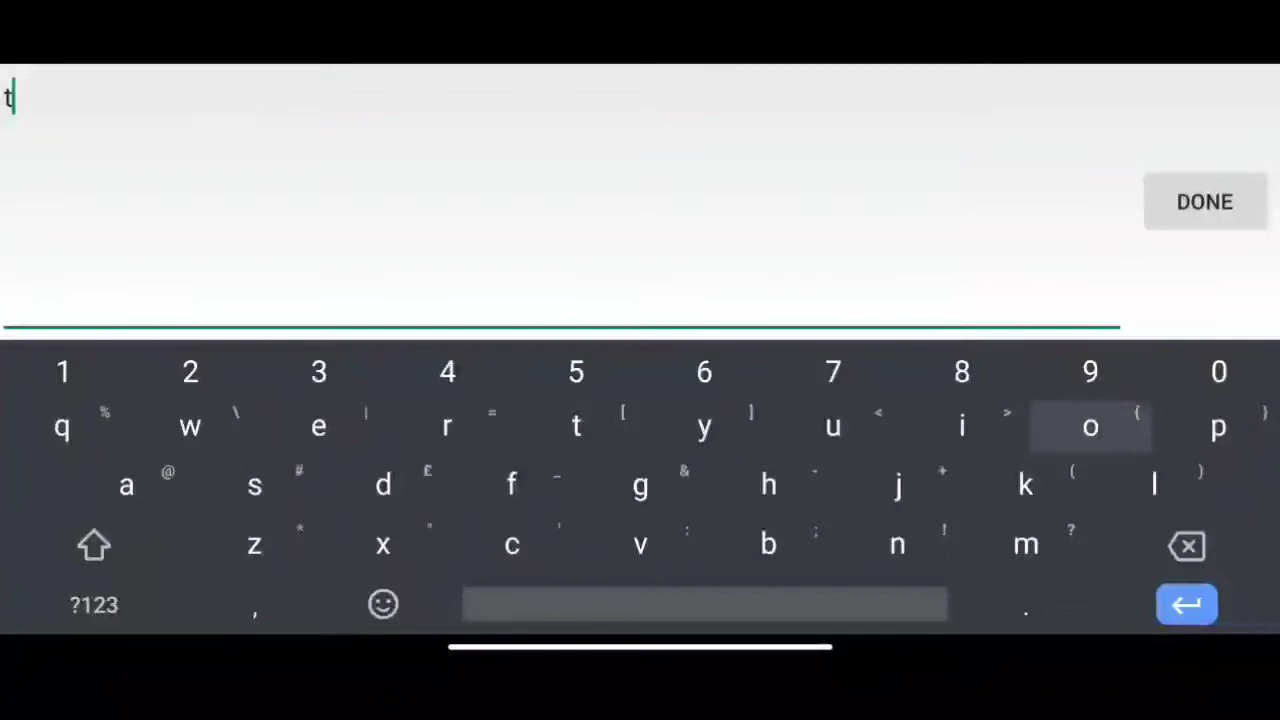 t
DONE
1 2 3 4 5 6 7 8 9 0
q % w \ e | r = t [ y ] u < i > o { p }
a @ s # d £ f _ g & h - j + k ( l )
z * x " c ' v : b ; n ! m ?
?123 , .